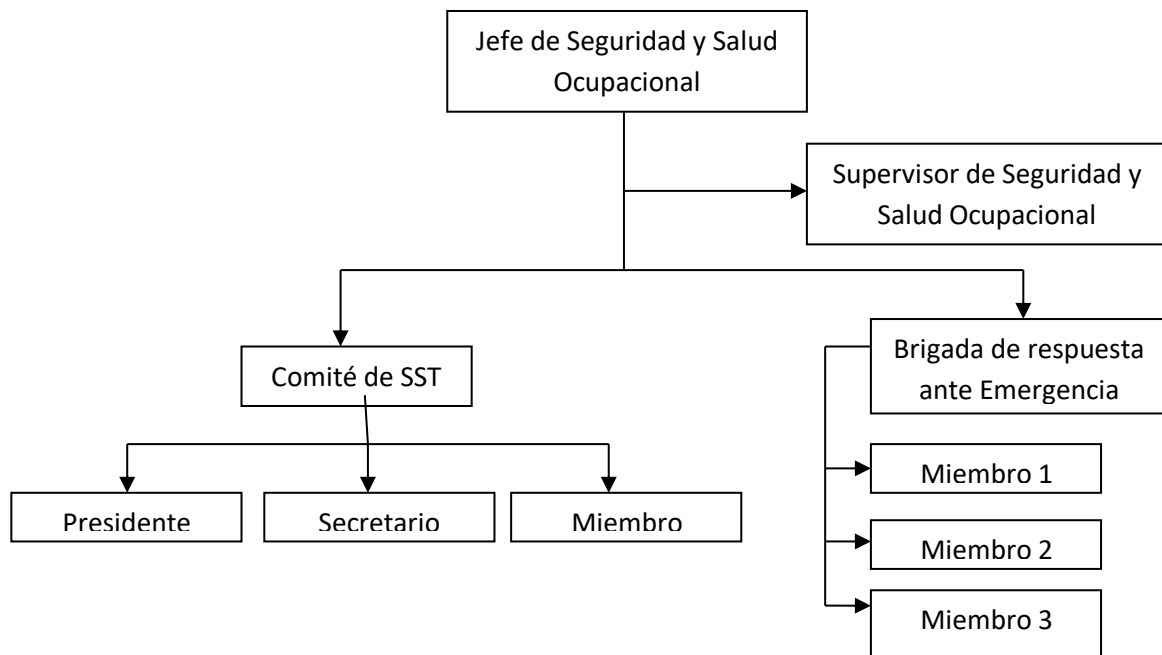 Jefe de Seguridad y Salud
Ocupacional
Supervisor de Seguridad y
Salud Ocupacional
Comité de SST
Brigada de respuesta
ante Emergencia
Presidente
Secretario
Miembro
Miembro 1
Miembro 2
Miembro 3